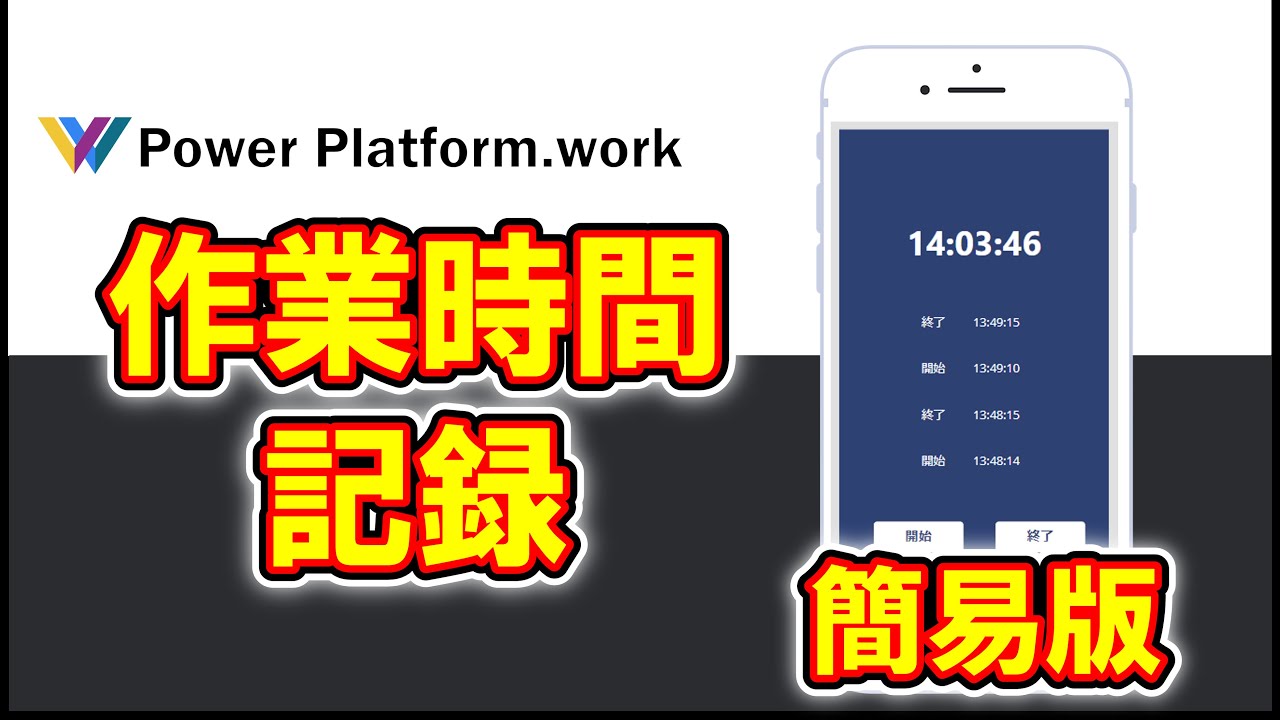 Power Platform.work
作業時間
記録
14:03:46
終了 13:49:15
開始 13:49:10
終了 13:48:15
開始 13:48:14
開始 終了
簡易版